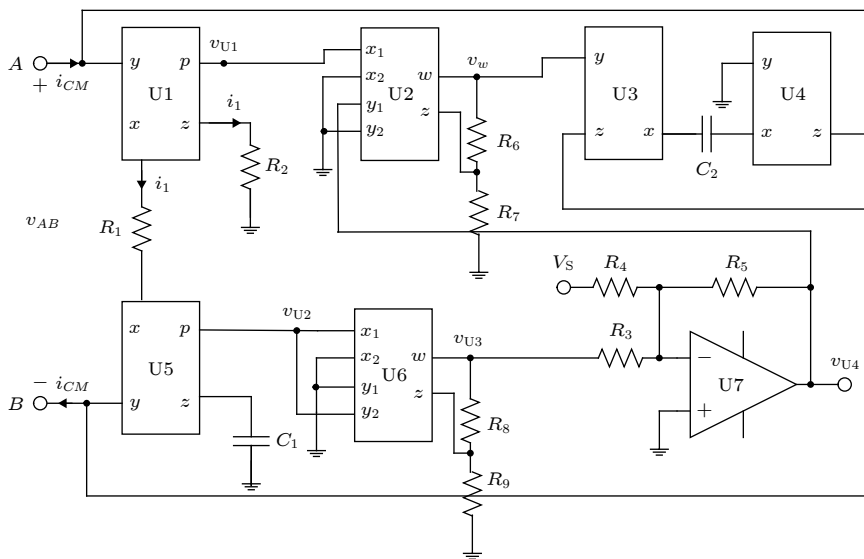 A
+
i_CM
y
p
U1
x
z
v_U1
i_1
R_2
i_1
R_1
v_AB
x_1
x_2
U2
y_1
y_2
w
z
v_w
R_6
R_7
y
U3
z
x
C_2
y
U4
x
z
x
p
U5
y
z
B
−
i_CM
C_1
v_U2
x_1
x_2
U6
y_1
y_2
w
z
v_U3
R_8
R_9
V_S
R_4
R_5
R_3
−
U7
+
v_U4